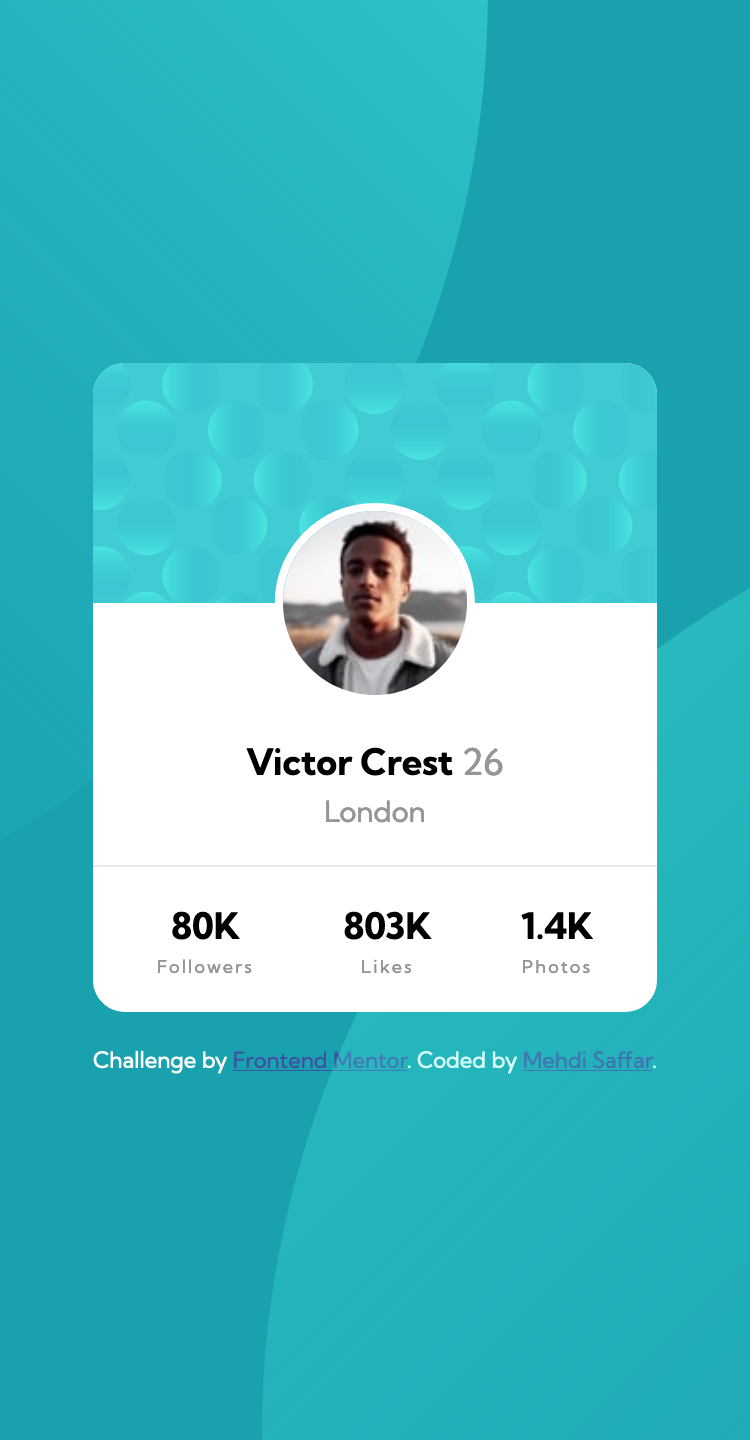 Victor Crest 26
London
80K 803K 1.4K
Followers Likes Photos
Challenge by Frontend Mentor. Coded by Mehdi Saffar.